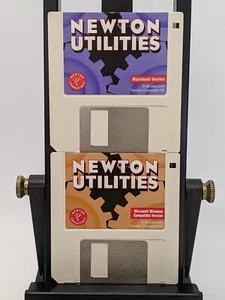 NEWTON
UTILITIES
Macintosh Version
NEWTON
UTILITIES
Microsoft Windows
Compatible Version